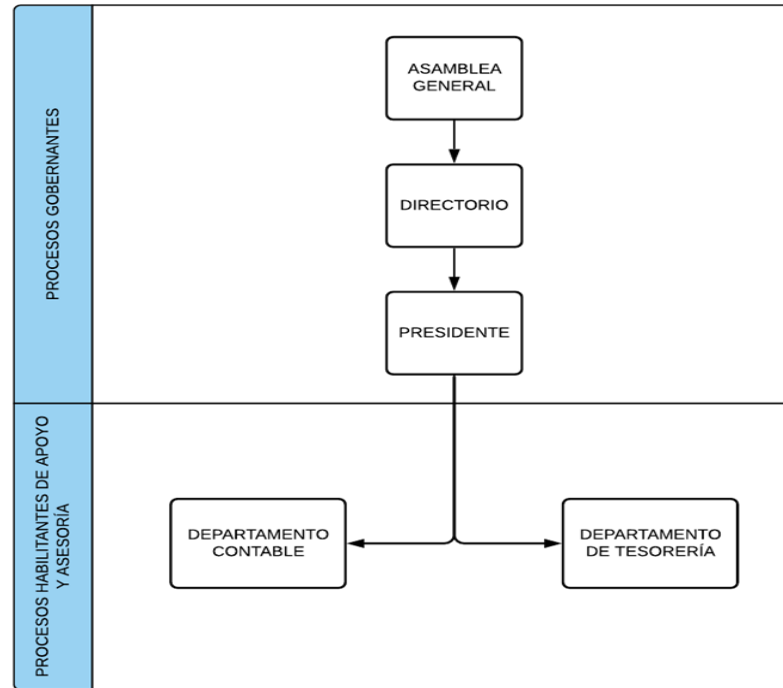 PROCESOS GOBERNANTES
ASAMBLEA
GENERAL
DIRECTORIO
PRESIDENTE
PROCESOS HABILITANTES DE APOYO
Y ASESORÍA
DEPARTAMENTO
CONTABLE
DEPARTAMENTO
DE TESORERÍA